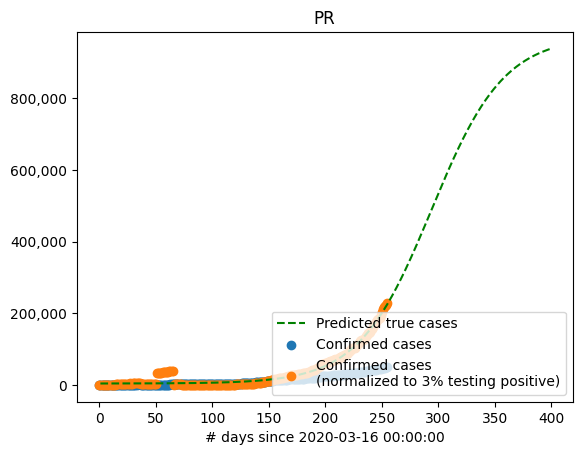 PR
800,000
600,000
400,000
200,000
0
Predicted true cases
Confirmed cases
Confirmed cases
(normalized to 3% testing positive)
0 50 100 150 200 250 300 350 400
# days since 2020-03-16 00:00:00